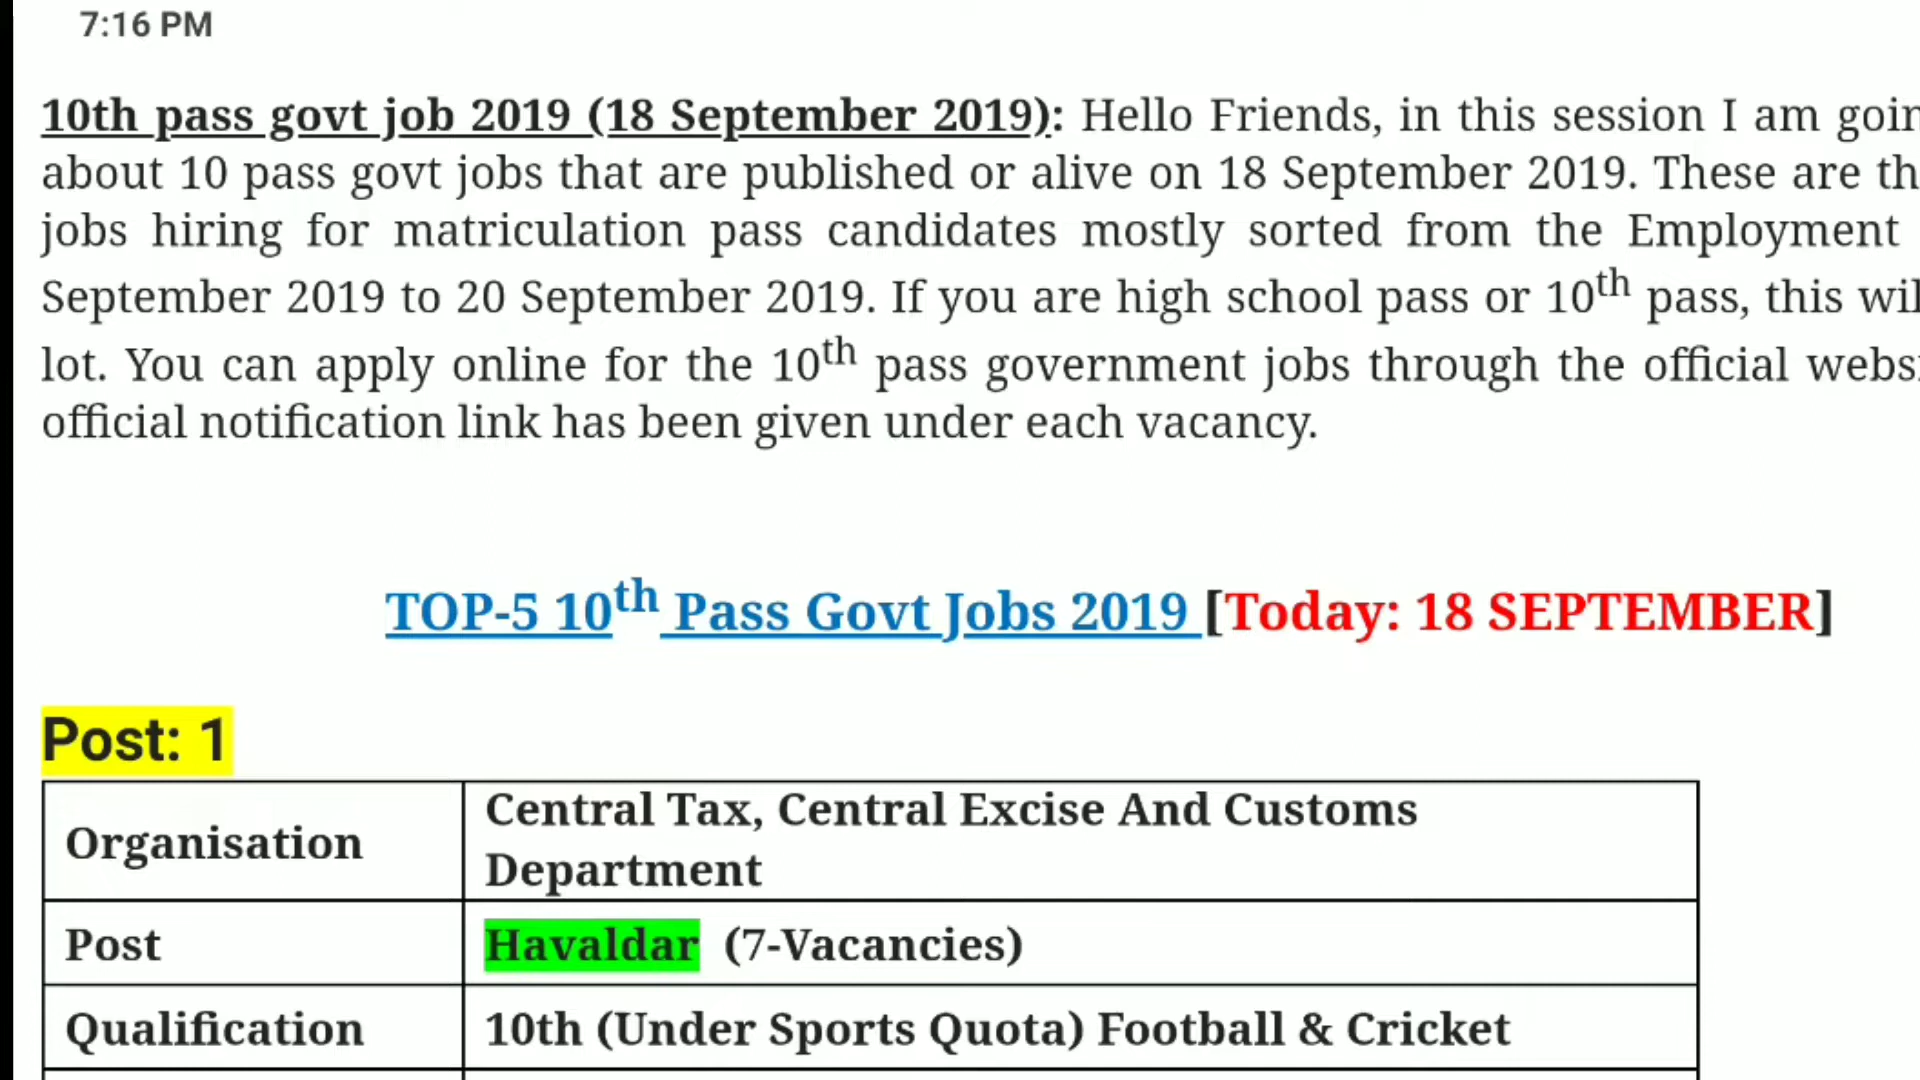 7:16 PM
10th pass govt job 2019 (18 September 2019): Hello Friends, in this session I am
about 10 pass govt jobs that are published or alive on 18 September 2019. These are
jobs hiring for matriculation pass candidates mostly sorted from the Employment
September 2019 to 20 September 2019. If you are high school pass or 10th pass, this
lot. You can apply online for the 10th pass government jobs through the official
official notification link has been given under each vacancy.
TOP-5 10th Pass Govt Jobs 2019 [Today: 18 SEPTEMBER]
Post: 1
Organisation
Central Tax, Central Excise And Customs
Department
Post
Havaldar (7-Vacancies)
Qualification
10th (Under Sports Quota) Football & Cricket